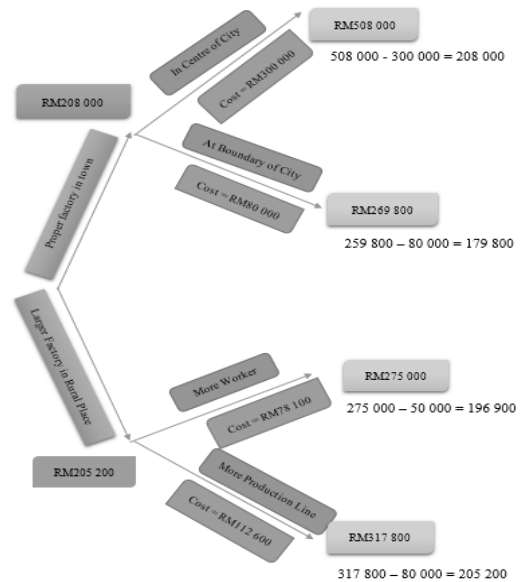 RM508 000
In Centre of City
508 000 - 300 000 = 208 000
Cost = RM300 000
RM208 000
At Boundary of City
Proper factory in town
Cost = RM80 000
RM269 800
259 800 – 80 000 = 179 800
Larger Factory in Rural Place
More Worker
RM275 000
275 000 – 50 000 = 196 900
Cost = RM78 100
RM205 200
More Production Line
Cost = RM112 600
RM317 800
317 800 – 80 000 = 205 200